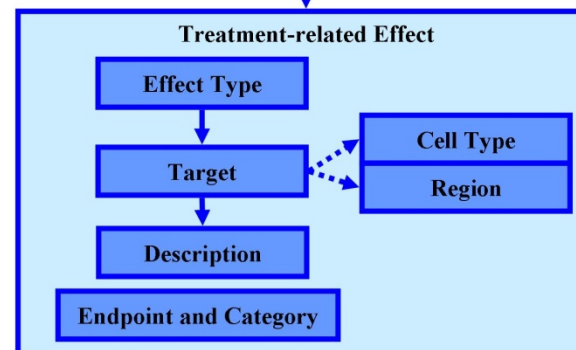 Treatment-related Effect
Effect Type
Target
Cell Type
Region
Description
Endpoint and Category